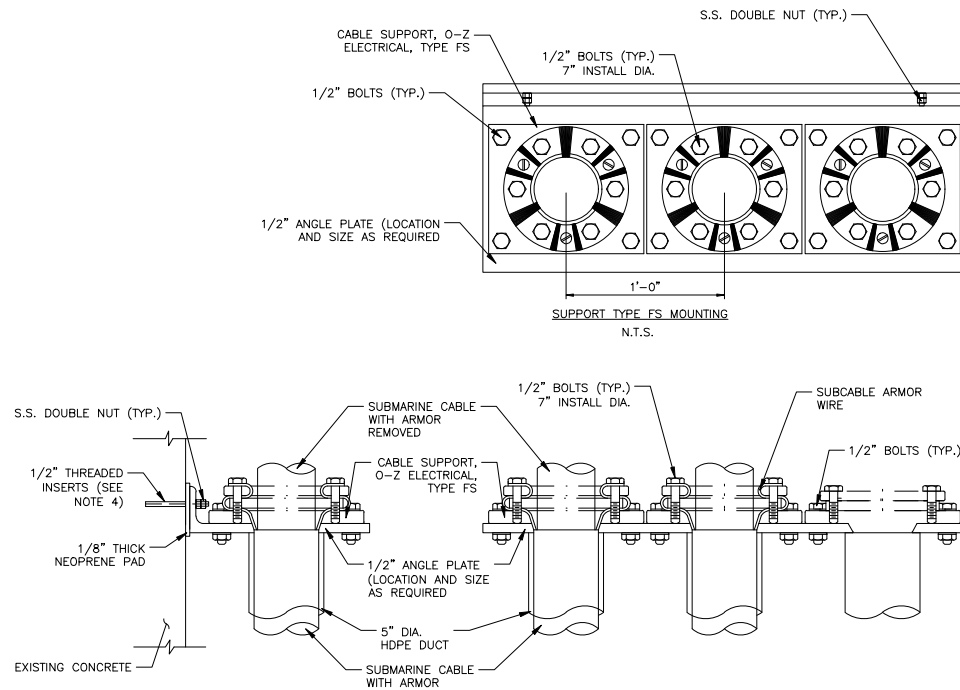 S.S. DOUBLE NUT (TYP.)
CABLE SUPPORT, O-Z
ELECTRICAL, TYPE FS
1/2" BOLTS (TYP.)
7" INSTALL DIA.
1/2" BOLTS (TYP.)
1/2" ANGLE PLATE (LOCATION
AND SIZE AS REQUIRED
1'-0"
SUPPORT TYPE FS MOUNTING
N.T.S.
1/2" BOLTS (TYP.)
7" INSTALL DIA.
SUBCABLE ARMOR
WIRE
S.S. DOUBLE NUT (TYP.)
SUBMARINE CABLE
WITH ARMOR
REMOVED
1/2" BOLTS (TYP.)
1/2" THREADED
INSERTS (SEE
NOTE 4)
CABLE SUPPORT,
O-Z ELECTRICAL,
TYPE FS
1/8" THICK
NEOPRENE PAD
1/2" ANGLE PLATE
(LOCATION AND SIZE
AS REQUIRED
5" DIA.
HDPE DUCT
EXISTING CONCRETE
SUBMARINE CABLE
WITH ARMOR